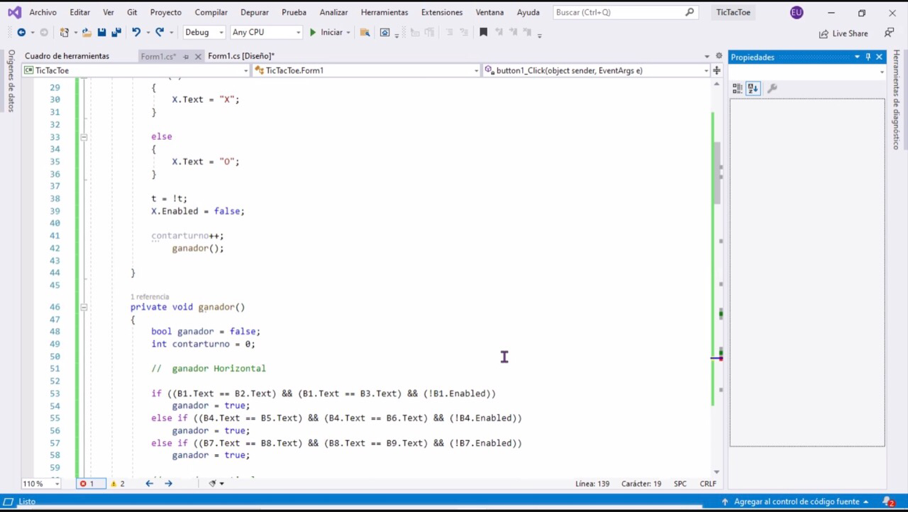 Archivo Editar Ver Git Proyecto Compilar Depurar Prueba Analizar Herramientas Extensiones Ventana Ayuda Buscar (Ctrl+Q) TicTacToe EU
Debug Any CPU Iniciar Live Share
Cuadro de herramientas Form1.cs* Form1.cs [Diseño]* Propiedades
Orígenes de datos
Herramientas de diagnóstico
TicTacToe TicTacToe.Form1 button1_Click(object sender, EventArgs e)
29 {
30 X.Text = "X";
31 }
32
33 else
34 {
35 X.Text = "O";
36 }
37
38 t = !t;
39 X.Enabled = false;
40
41 contarturno++;
42 ganador();
43
44 }
45
1 referencia
46 private void ganador()
47 {
48 bool ganador = false;
49 int contarturno = 0;
50
51 // ganador Horizontal
52
53 if ((B1.Text == B2.Text) && (B1.Text == B3.Text) && (!B1.Enabled))
54 ganador = true;
55 else if ((B4.Text == B5.Text) && (B4.Text == B6.Text) && (!B4.Enabled))
56 ganador = true;
57 else if ((B7.Text == B8.Text) && (B8.Text == B9.Text) && (!B7.Enabled))
58 ganador = true;
59
110 % 1 2 Línea: 139 Carácter: 19 SPC CRLF
Listo Agregar al control de código fuente 2